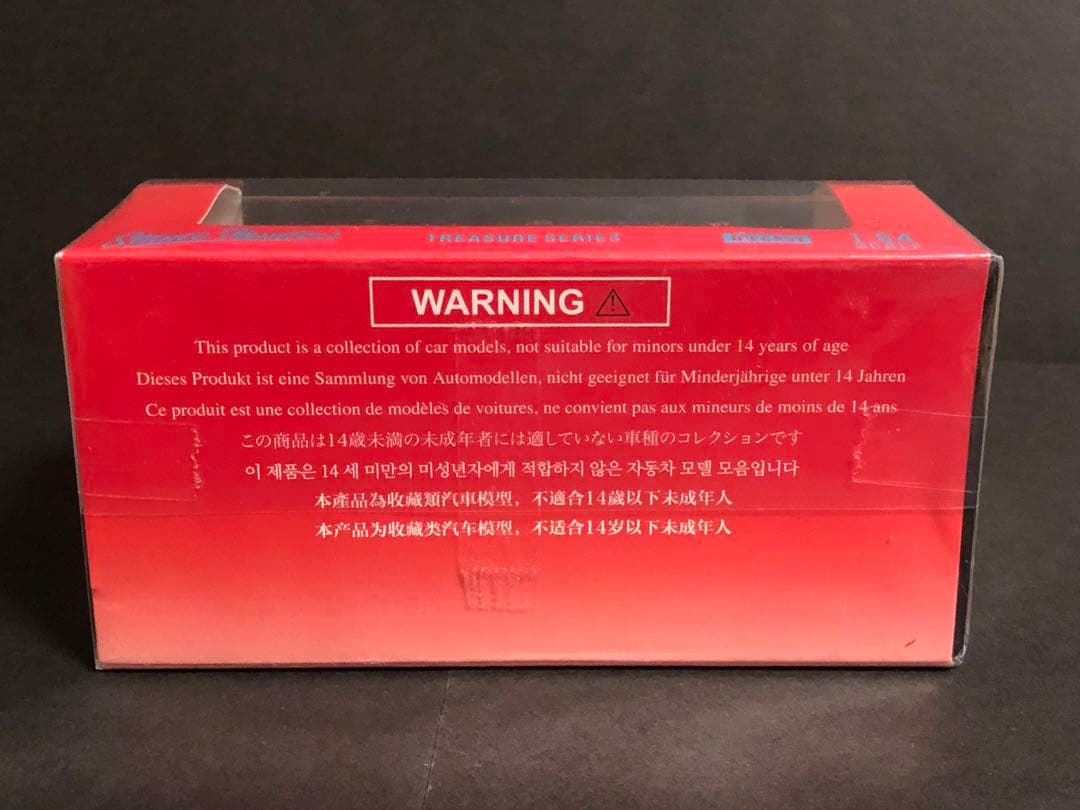 TREASURE SERIES
1:64
WARNING
This product is a collection of car models, not suitable for minors under 14 years of age
Dieses Produkt ist eine Sammlung von Automodellen, nicht geeignet für Minderjährige unter 14 Jahren
Ce produit est une collection de modèles de voitures, ne convient pas aux mineurs de moins de 14 ans
この商品は14歳未満の未成年者には適していない車種のコレクションです
이 제품은 14 세 미만의 미성년자에게 적합하지 않은 자동차 모델 모음입니다
本產品為收藏類汽車模型，不適合14歲以下未成年人
本产品为收藏类汽车模型，不适合14岁以下未成年人